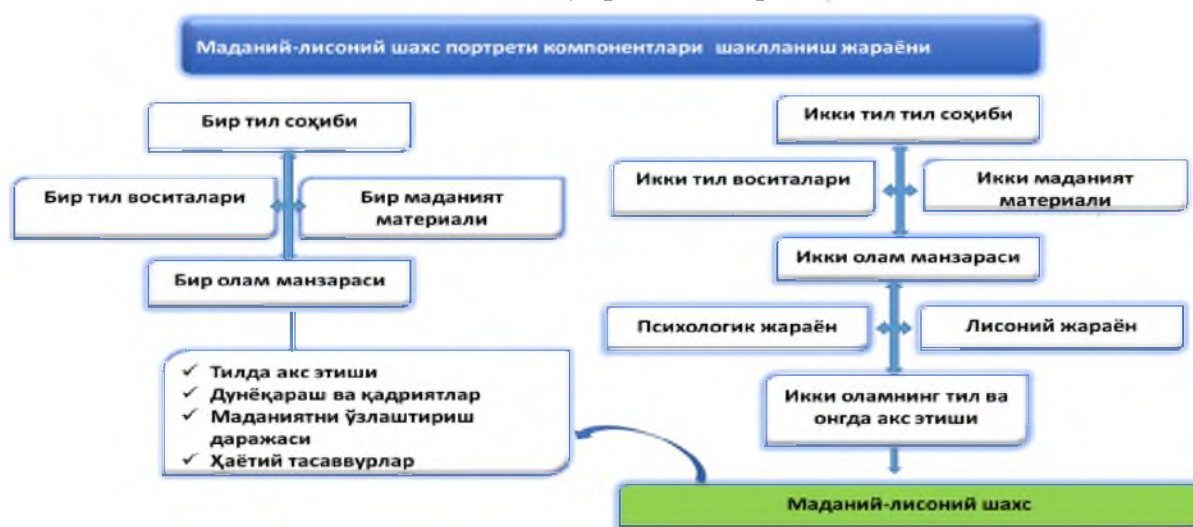 Маданий-лисоний шахс портрети компонентлари шаклланиш жараёни
Бир тил соҳиби
Бир тил воситалари
Бир маданият
материали
Бир олам манзараси
✓ Тилда акс этиши
✓ Дунёқараш ва қадриятлар
✓ Маданиятни ўзлаштириш
даражаси
✓ Ҳаётий тасаввурлар
Икки тил тил соҳиби
Икки тил воситалари
Икки маданият
материали
Икки олам манзараси
Психологик жараён
Лисоний жараён
Икки оламнинг тил ва
онгда акс этиши
Маданий-лисоний шахс